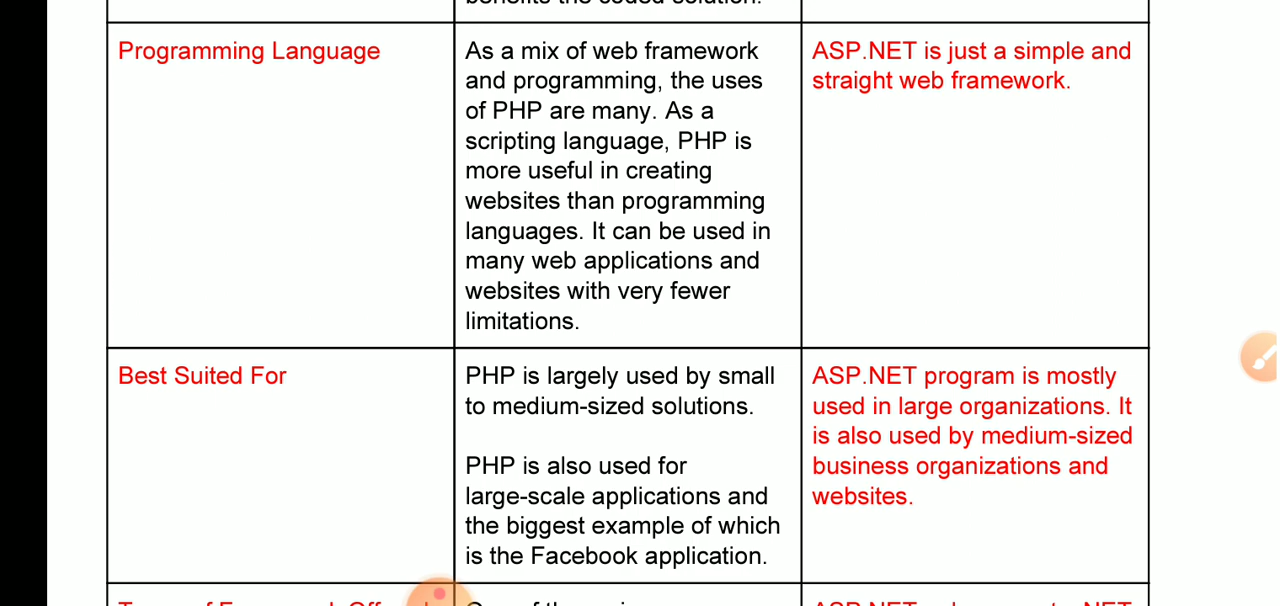 benefits the coded solution.
Programming Language
As a mix of web framework
and programming, the uses
of PHP are many. As a
scripting language, PHP is
more useful in creating
websites than programming
languages. It can be used in
many web applications and
websites with very fewer
limitations.
ASP.NET is just a simple and
straight web framework.
Best Suited For
PHP is largely used by small
to medium-sized solutions.
PHP is also used for
large-scale applications and
the biggest example of which
is the Facebook application.
ASP.NET program is mostly
used in large organizations. It
is also used by medium-sized
business organizations and
websites.